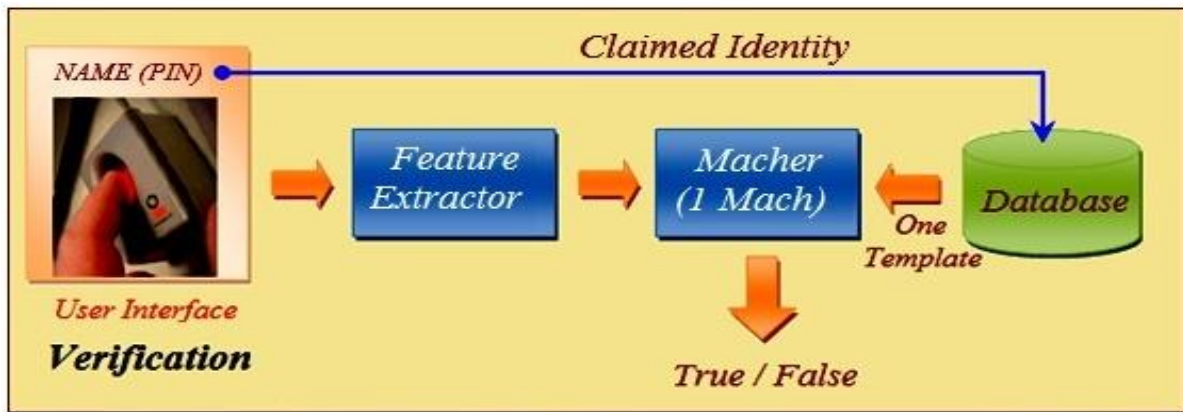 Claimed Identity
NAME (PIN)
Feature
Extractor
Macher
(1 Mach)
Database
One
Template
User Interface
Verification
True / False